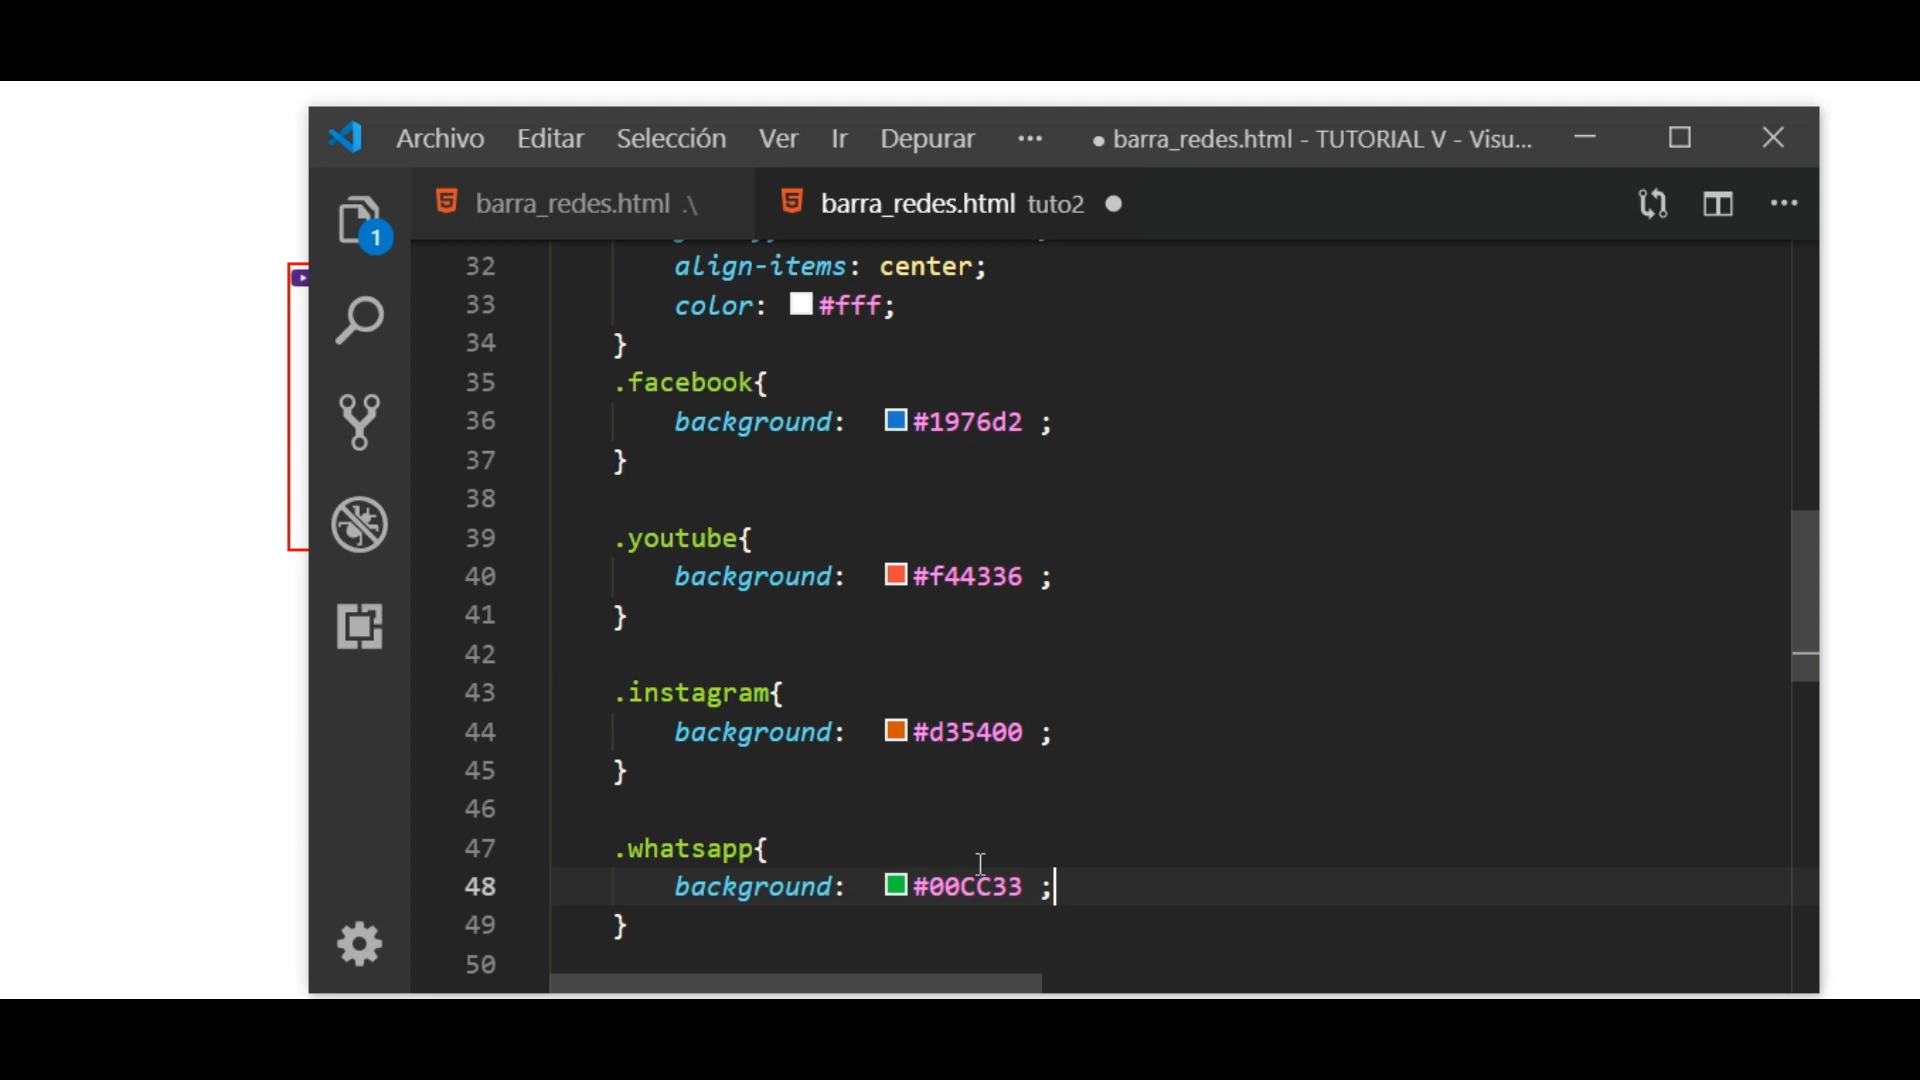 Archivo Editar Selección Ver Ir Depurar ··· ● barra_redes.html - TUTORIAL V - Visu...
barra_redes.html .\ barra_redes.html tuto2 ●
1
32 align-items: center;
33 color: #fff;
34 }
35 .facebook{
36 background: #1976d2 ;
37 }
38
39 .youtube{
40 background: #f44336 ;
41 }
42
43 .instagram{
44 background: #d35400 ;
45 }
46
47 .whatsapp{
48 background: #00CC33 ;
49 }
50